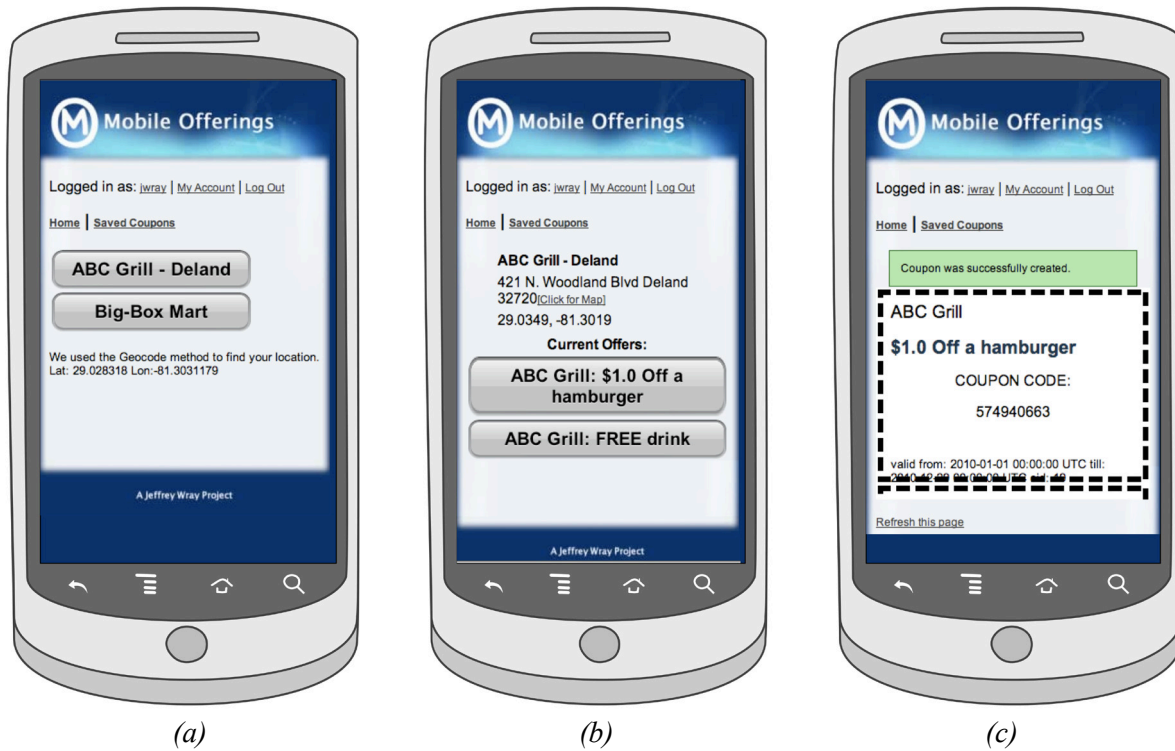 M Mobile Offerings
Logged in as: jwray | My Account | Log Out
Home | Saved Coupons
ABC Grill - Deland
Big-Box Mart
We used the Geocode method to find your location.
Lat: 29.028318 Lon:-81.3031179
A Jeffrey Wray Project
(a)
M Mobile Offerings
Logged in as: jwray | My Account | Log Out
Home | Saved Coupons
ABC Grill - Deland
421 N. Woodland Blvd Deland
32720[Click for Map]
29.0349, -81.3019
Current Offers:
ABC Grill: $1.0 Off a
hamburger
ABC Grill: FREE drink
A Jeffrey Wray Project
(b)
M Mobile Offerings
Logged in as: jwray | My Account | Log Out
Home | Saved Coupons
Coupon was successfully created.
ABC Grill
$1.0 Off a hamburger
COUPON CODE:
574940663
valid from: 2010-01-01 00:00:00 UTC till:
Refresh this page
(c)